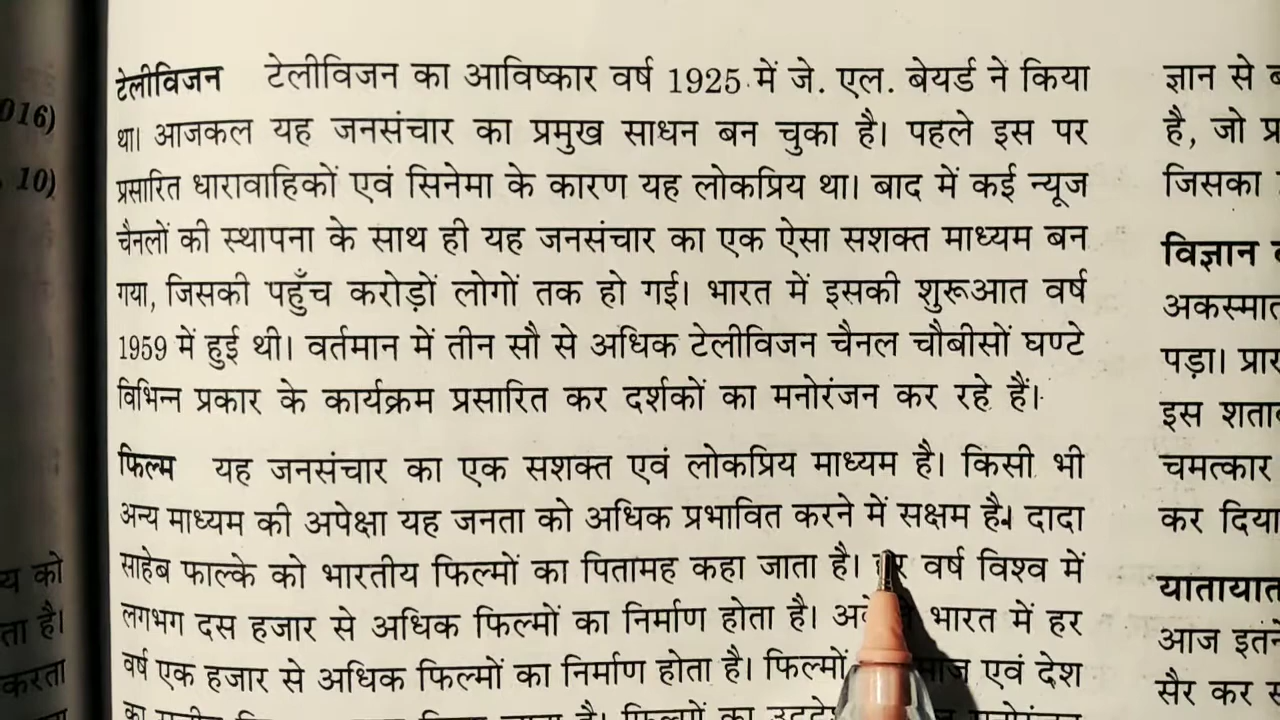 016)
10)
य को
ता है।
करता
टेलीविजन टेलीविजन का आविष्कार वर्ष 1925 में जे. एल. बेयर्ड ने किया
था। आजकल यह जनसंचार का प्रमुख साधन बन चुका है। पहले इस पर
प्रसारित धारावाहिकों एवं सिनेमा के कारण यह लोकप्रिय था। बाद में कई न्यूज
चैनलों की स्थापना के साथ ही यह जनसंचार का एक ऐसा सशक्त माध्यम बन
गया, जिसकी पहुँच करोड़ों लोगों तक हो गई। भारत में इसकी शुरूआत वर्ष
1959 में हुई थी। वर्तमान में तीन सौ से अधिक टेलीविजन चैनल चौबीसों घण्टे
विभिन्न प्रकार के कार्यक्रम प्रसारित कर दर्शकों का मनोरंजन कर रहे हैं।
फिल्म यह जनसंचार का एक सशक्त एवं लोकप्रिय माध्यम है। किसी भी
अन्य माध्यम की अपेक्षा यह जनता को अधिक प्रभावित करने में सक्षम है। दादा
साहेब फाल्के को भारतीय फिल्मों का पितामह कहा जाता है। वर्ष विश्व में
लगभग दस हजार से अधिक फिल्मों का निर्माण होता है। भारत में हर
वर्ष एक हजार से अधिक फिल्मों का निर्माण होता है। फिल्मों एवं देश
ज्ञान से
है, जो
जिसका
विज्ञान
अकस्मात
पड़ा।
इस
चमत्कार
कर दिया
यातायात
आज
सैर कर